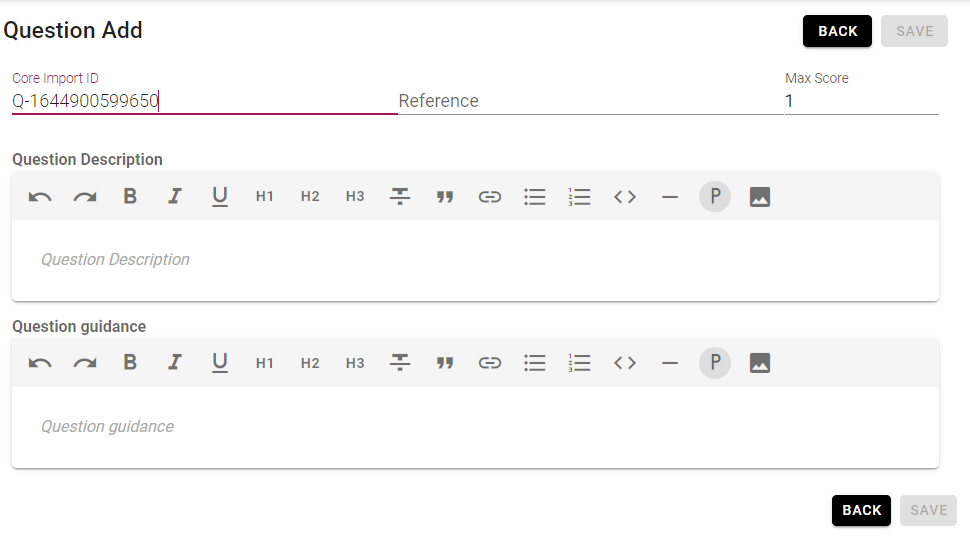 Question Add
BACK SAVE
Core Import ID
Q-1644900599650
Reference
Max Score
1
Question Description
B I U H1 H2 H3 P
Question Description
Question guidance
B I U H1 H2 H3 P
Question guidance
BACK SAVE